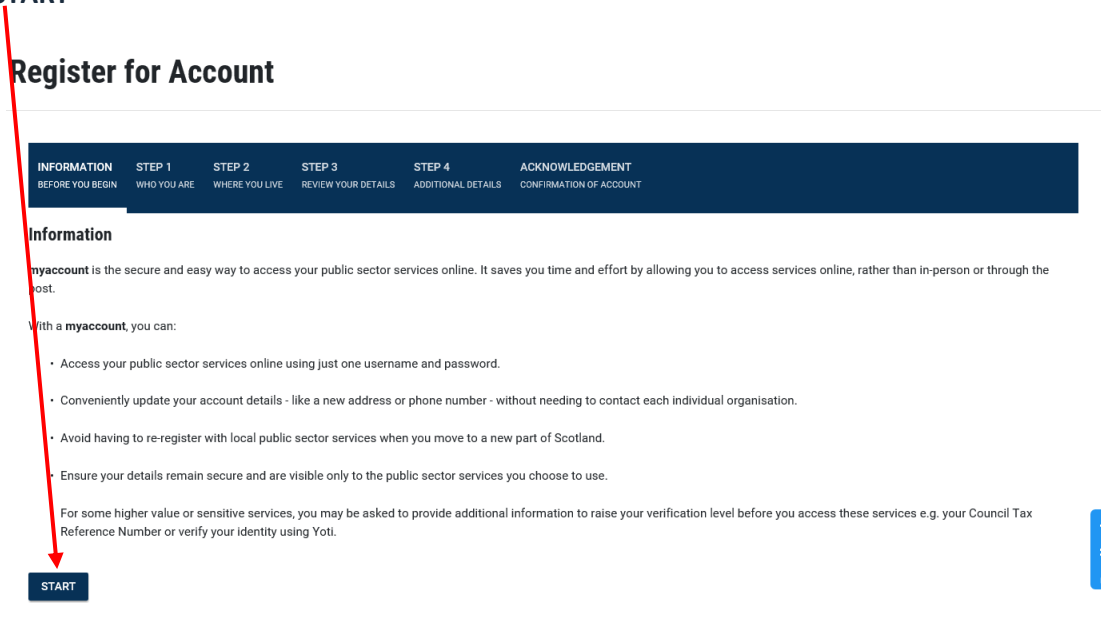 START
Register for Account
INFORMATION
BEFORE YOU BEGIN
STEP 1
WHO YOU ARE
STEP 2
WHERE YOU LIVE
STEP 3
REVIEW YOUR DETAILS
STEP 4
ADDITIONAL DETAILS
ACKNOWLEDGEMENT
CONFIRMATION OF ACCOUNT
Information
myaccount is the secure and easy way to access your public sector services online. It saves you time and effort by allowing you to access services online, rather than in-person or through the
post.
With a myaccount, you can:
• Access your public sector services online using just one username and password.
• Conveniently update your account details - like a new address or phone number - without needing to contact each individual organisation.
• Avoid having to re-register with local public sector services when you move to a new part of Scotland.
• Ensure your details remain secure and are visible only to the public sector services you choose to use.
For some higher value or sensitive services, you may be asked to provide additional information to raise your verification level before you access these services e.g. your Council Tax
Reference Number or verify your identity using Yoti.
START